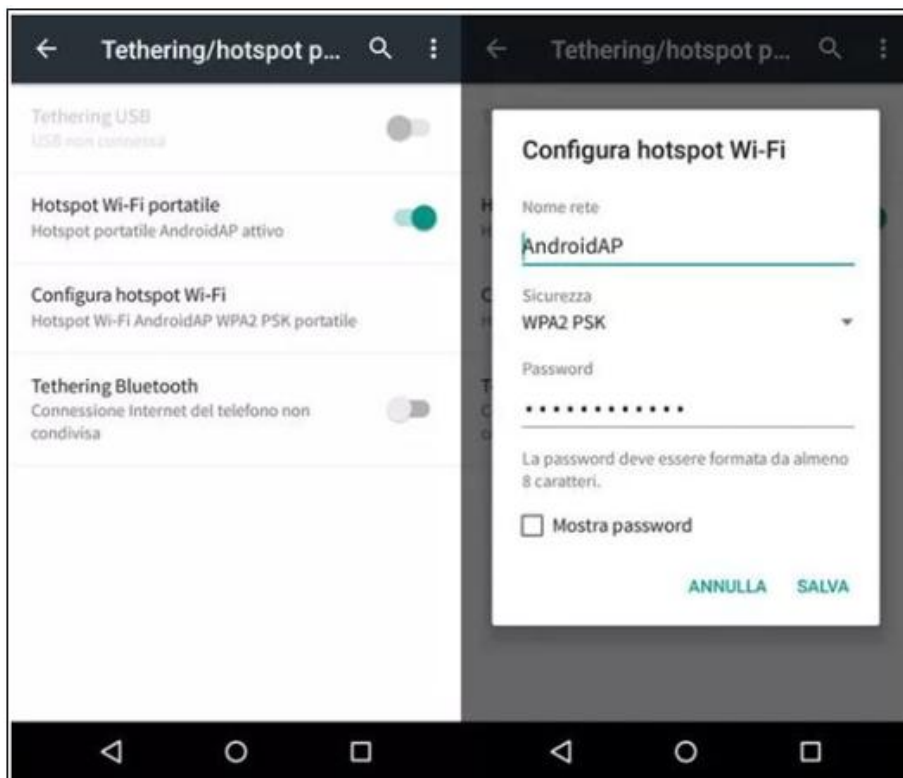 Tethering/hotspot p...
Tethering USB
USB non connessa
Hotspot Wi-Fi portatile
Hotspot portatile AndroidAP attivo
Configura hotspot Wi-Fi
Hotspot Wi-Fi AndroidAP WPA2 PSK portatile
Tethering Bluetooth
Connessione Internet del telefono non
condivisa
Tethering/hotspot p...
Configura hotspot Wi-Fi
Nome rete
AndroidAP
Sicurezza
WPA2 PSK
Password
••••••••••••
La password deve essere formata da almeno
8 caratteri.
Mostra password
ANNULLA SALVA